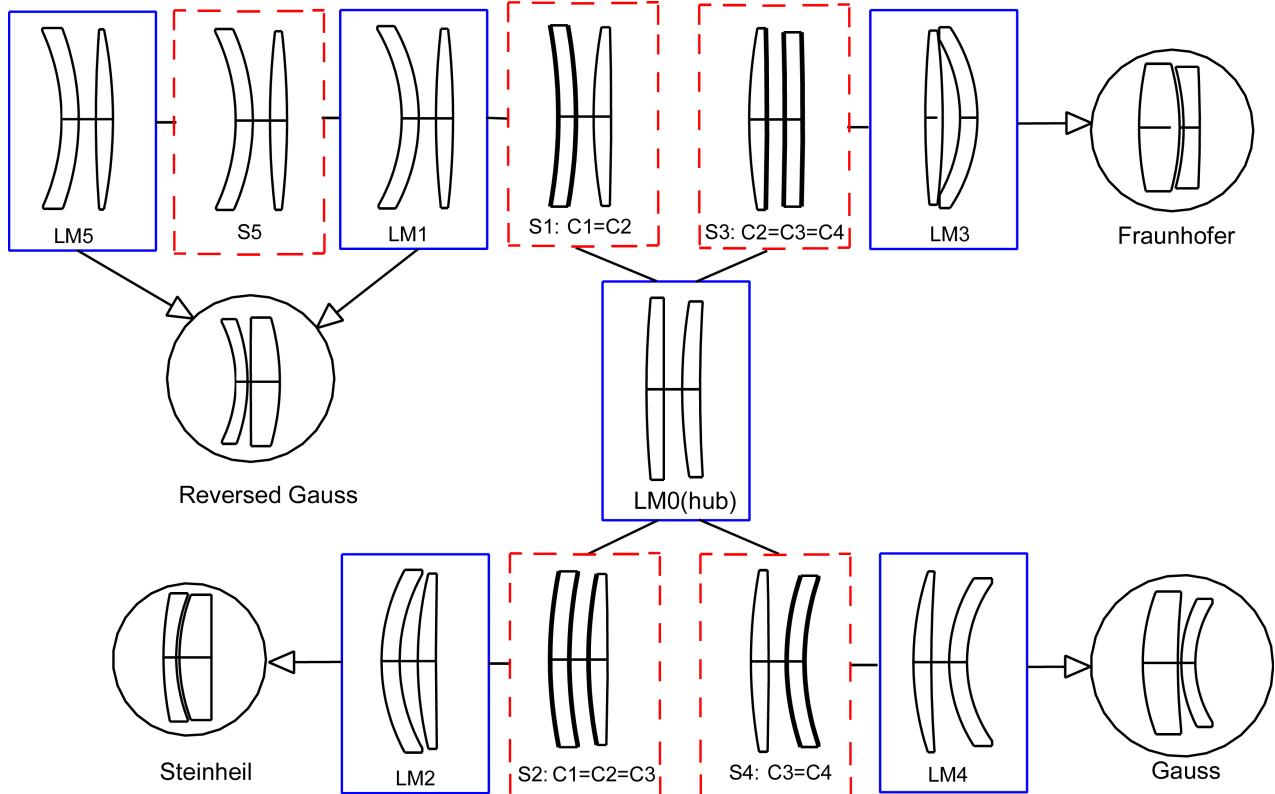 LM5
S5
LM1
S1: C1=C2
S3: C2=C3=C4
LM3
Fraunhofer
Reversed Gauss
LM0(hub)
Steinheil
LM2
S2: C1=C2=C3
S4: C3=C4
LM4
Gauss